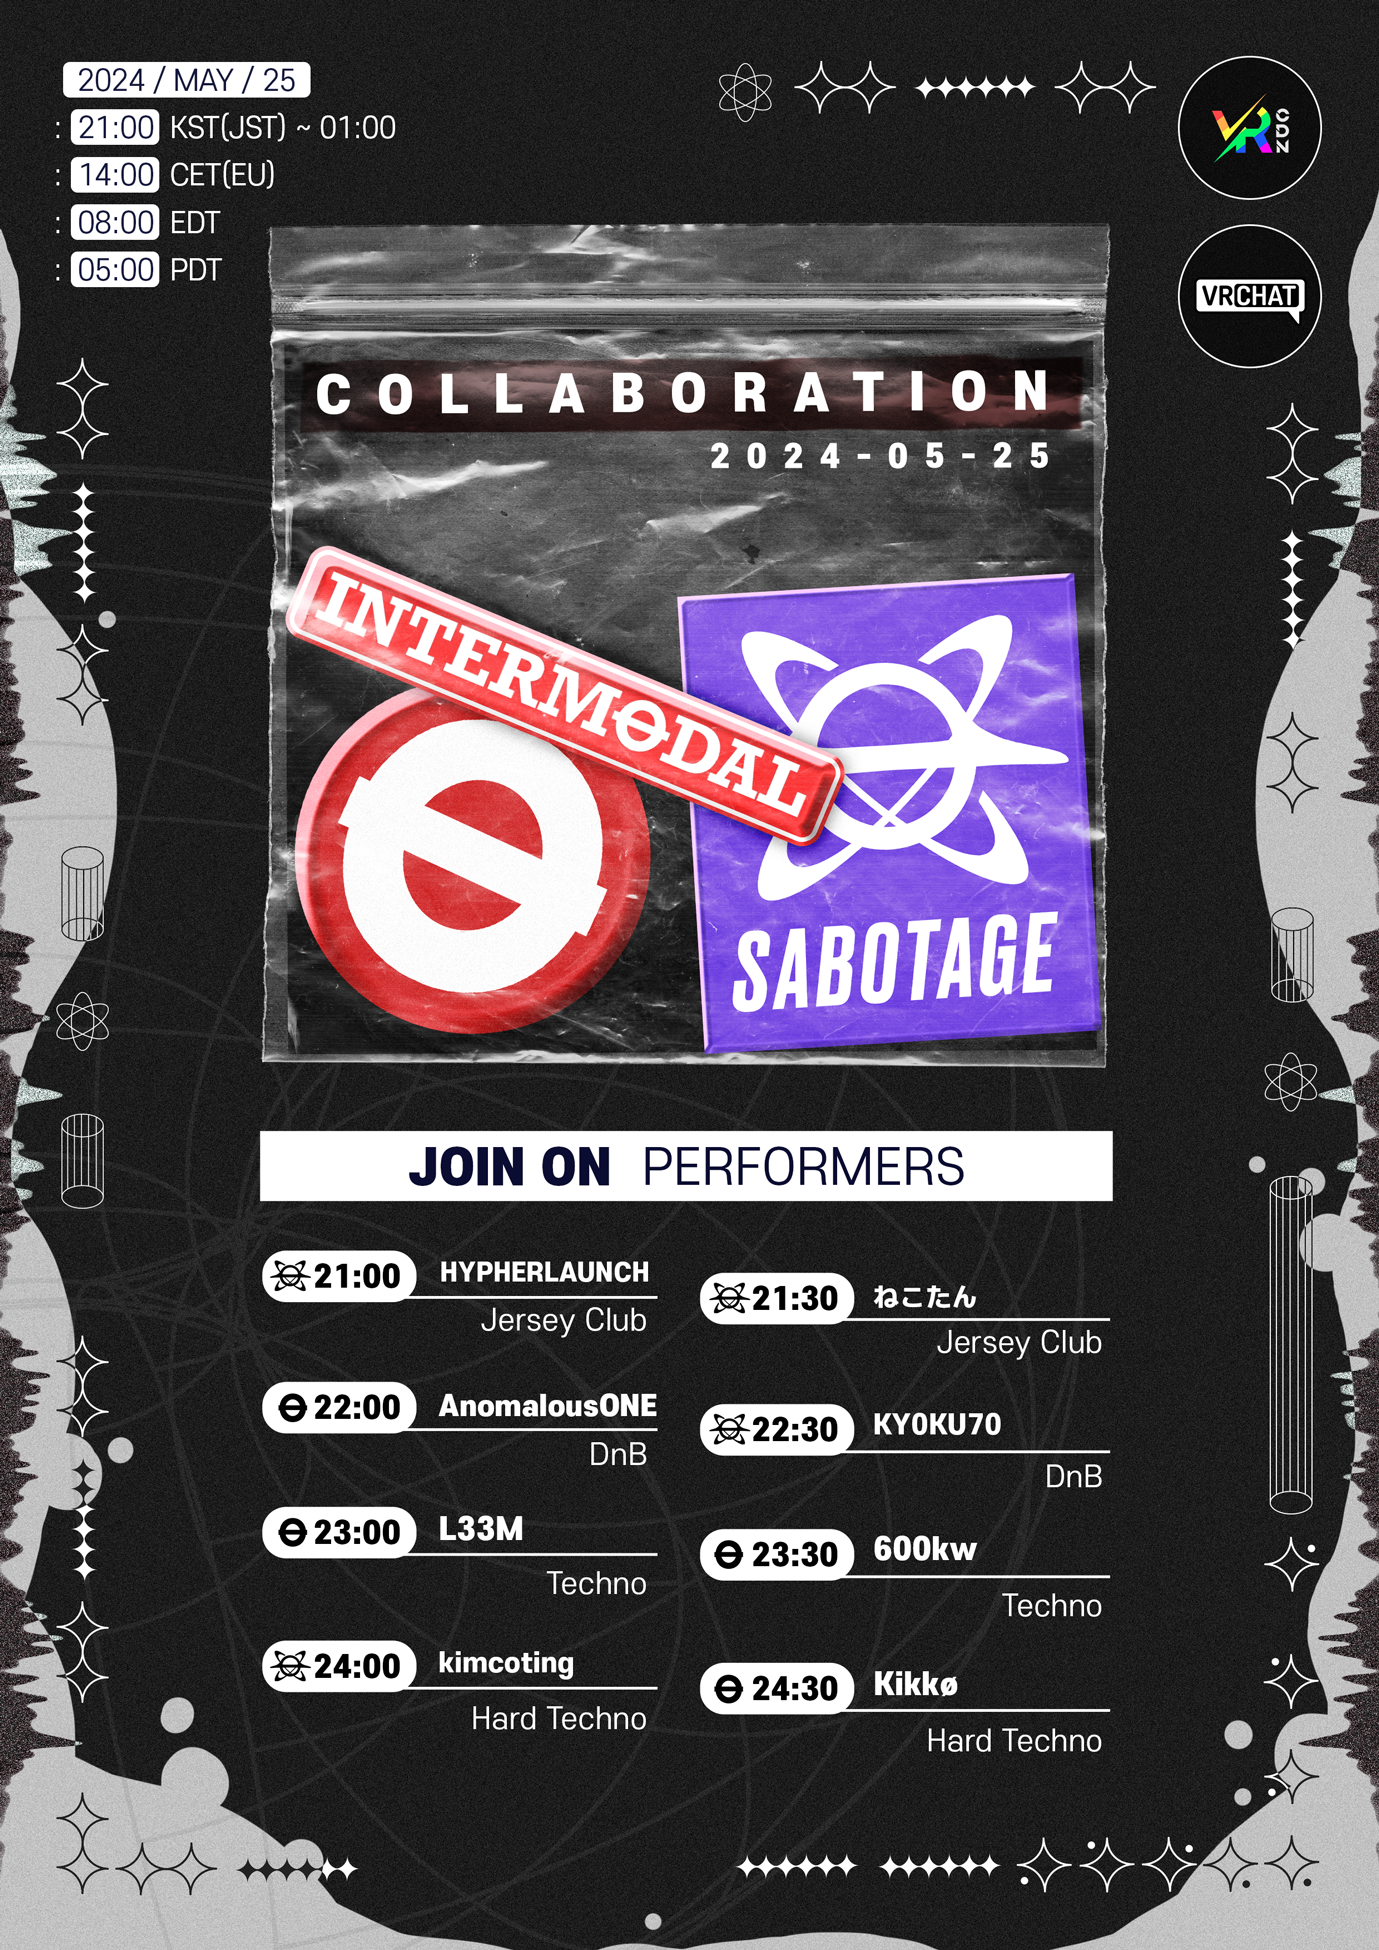 2024 / MAY / 25
: 21:00 KST(JST) ~ 01:00
: 14:00 CET(EU)
: 08:00 EDT
: 05:00 PDT
VR CDN
VRCHAT
COLLABORATION
2024-05-25
INTERMODAL
SABOTAGE
JOIN ON PERFORMERS
21:00 HYPHERLAUNCH
Jersey Club
21:30 ねこたん
Jersey Club
22:00 AnomalousONE
DnB
22:30 KY0KU70
DnB
23:00 L33M
Techno
23:30 600kw
Techno
24:00 kimcoting
Hard Techno
24:30 Kikkø
Hard Techno